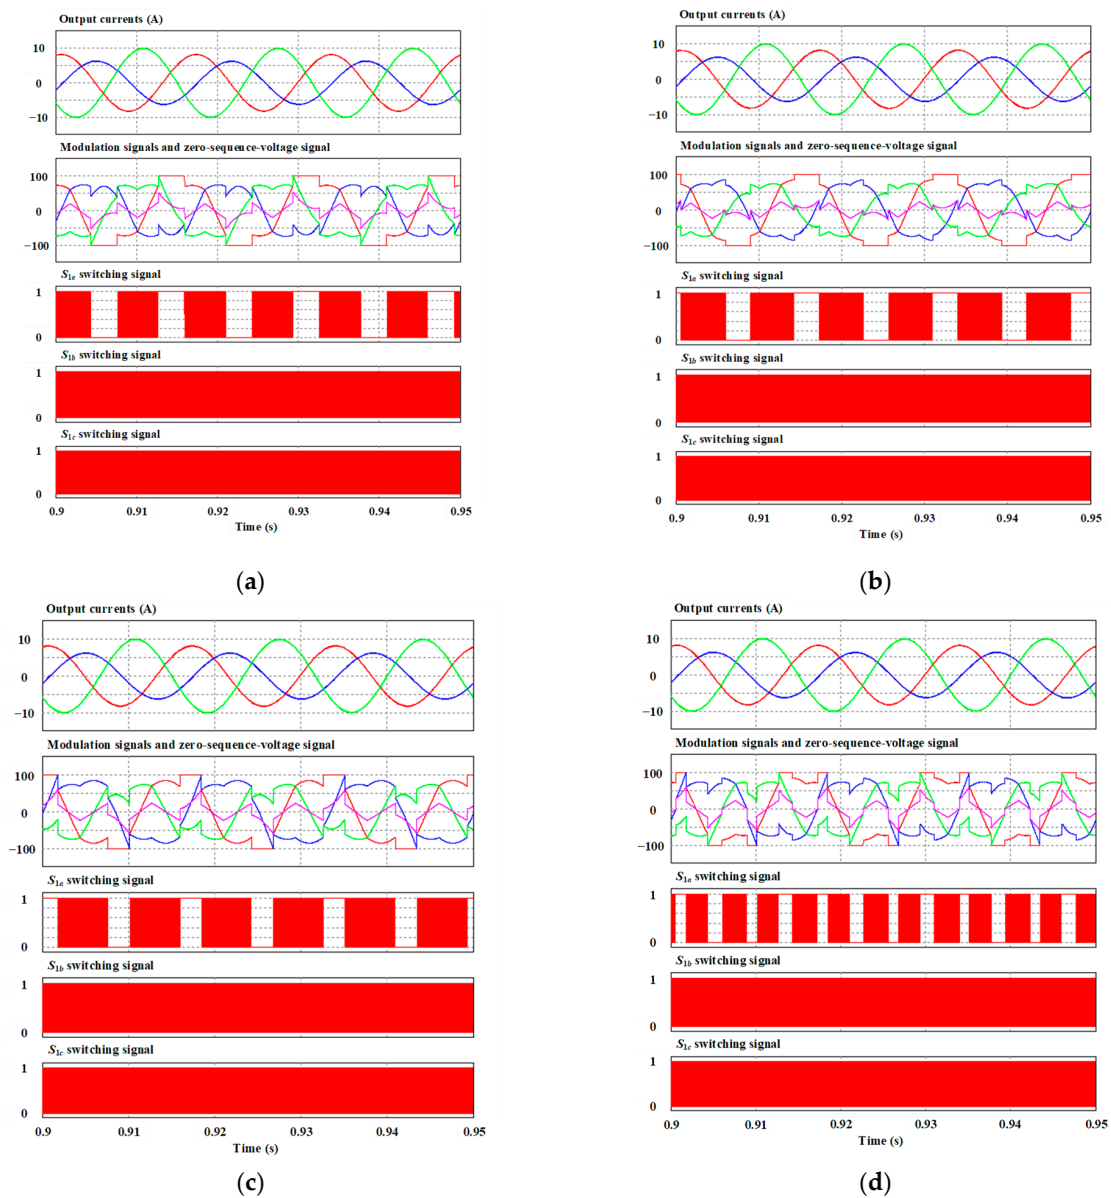 Output currents (A)
10
0
−10
Modulation signals and zero-sequence-voltage signal
100
0
−100
S1a switching signal
1
0
S1b switching signal
1
0
S1c switching signal
1
0
0.9 0.91 0.92 0.93 0.94 0.95
Time (s)
(a)
Output currents (A)
10
0
−10
Modulation signals and zero-sequence-voltage signal
100
0
−100
S1a switching signal
1
0
S1b switching signal
1
0
S1c switching signal
1
0
0.9 0.91 0.92 0.93 0.94 0.95
Time (s)
(b)
Output currents (A)
10
0
−10
Modulation signals and zero-sequence-voltage signal
100
0
−100
S1a switching signal
1
0
S1b switching signal
1
0
S1c switching signal
1
0
0.9 0.91 0.92 0.93 0.94 0.95
Time (s)
(c)
Output currents (A)
10
0
−10
Modulation signals and zero-sequence-voltage signal
100
0
−100
S1a switching signal
1
0
S1b switching signal
1
0
S1c switching signal
1
0
0.9 0.91 0.92 0.93 0.94 0.95
Time (s)
(d)